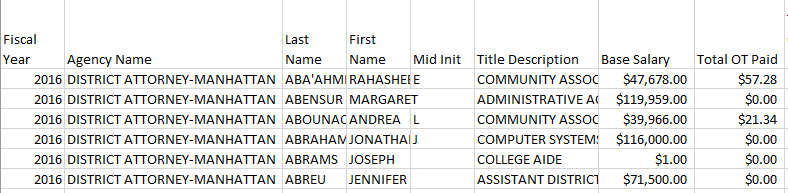 Fiscal Year Agency Name Last Name First Name Mid Init Title Description Base Salary Total OT Paid
2016 DISTRICT ATTORNEY-MANHATTAN ABA'AHM RAHASHE E COMMUNITY ASSOC $47,678.00 $57.28
2016 DISTRICT ATTORNEY-MANHATTAN ABENSUR MARGARET ADMINISTRATIVE A $119,959.00 $0.00
2016 DISTRICT ATTORNEY-MANHATTAN ABOUNA ANDREA L COMMUNITY ASSOC $39,966.00 $21.34
2016 DISTRICT ATTORNEY-MANHATTAN ABRAHAM JONATHA J COMPUTER SYSTEMS $116,000.00 $0.00
2016 DISTRICT ATTORNEY-MANHATTAN ABRAMS JOSEPH COLLEGE AIDE $1.00 $0.00
2016 DISTRICT ATTORNEY-MANHATTAN ABREU JENNIFER ASSISTANT DISTRICT $71,500.00 $0.00